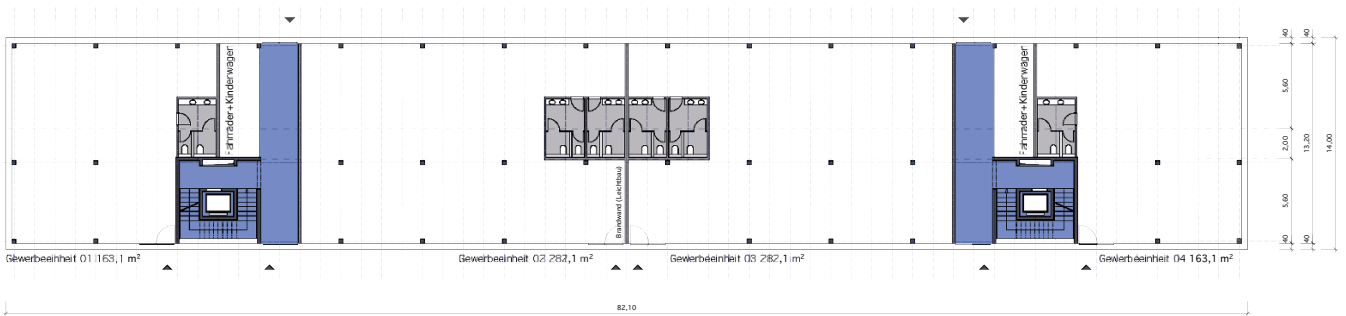 Fahrräder+Kinderwagen
Fahrräder+Kinderwagen
Brandwand (Leichtbau)
Gewerbeeinheit 01 163,1 m²
Gewerbeeinheit 02 282,1 m²
Gewerbeeinheit 03 282,1 m²
Gewerbeeinheit 04 163,1 m²
40
5,60
2,00
5,60
40
40
13,20
40
14,00
82,10